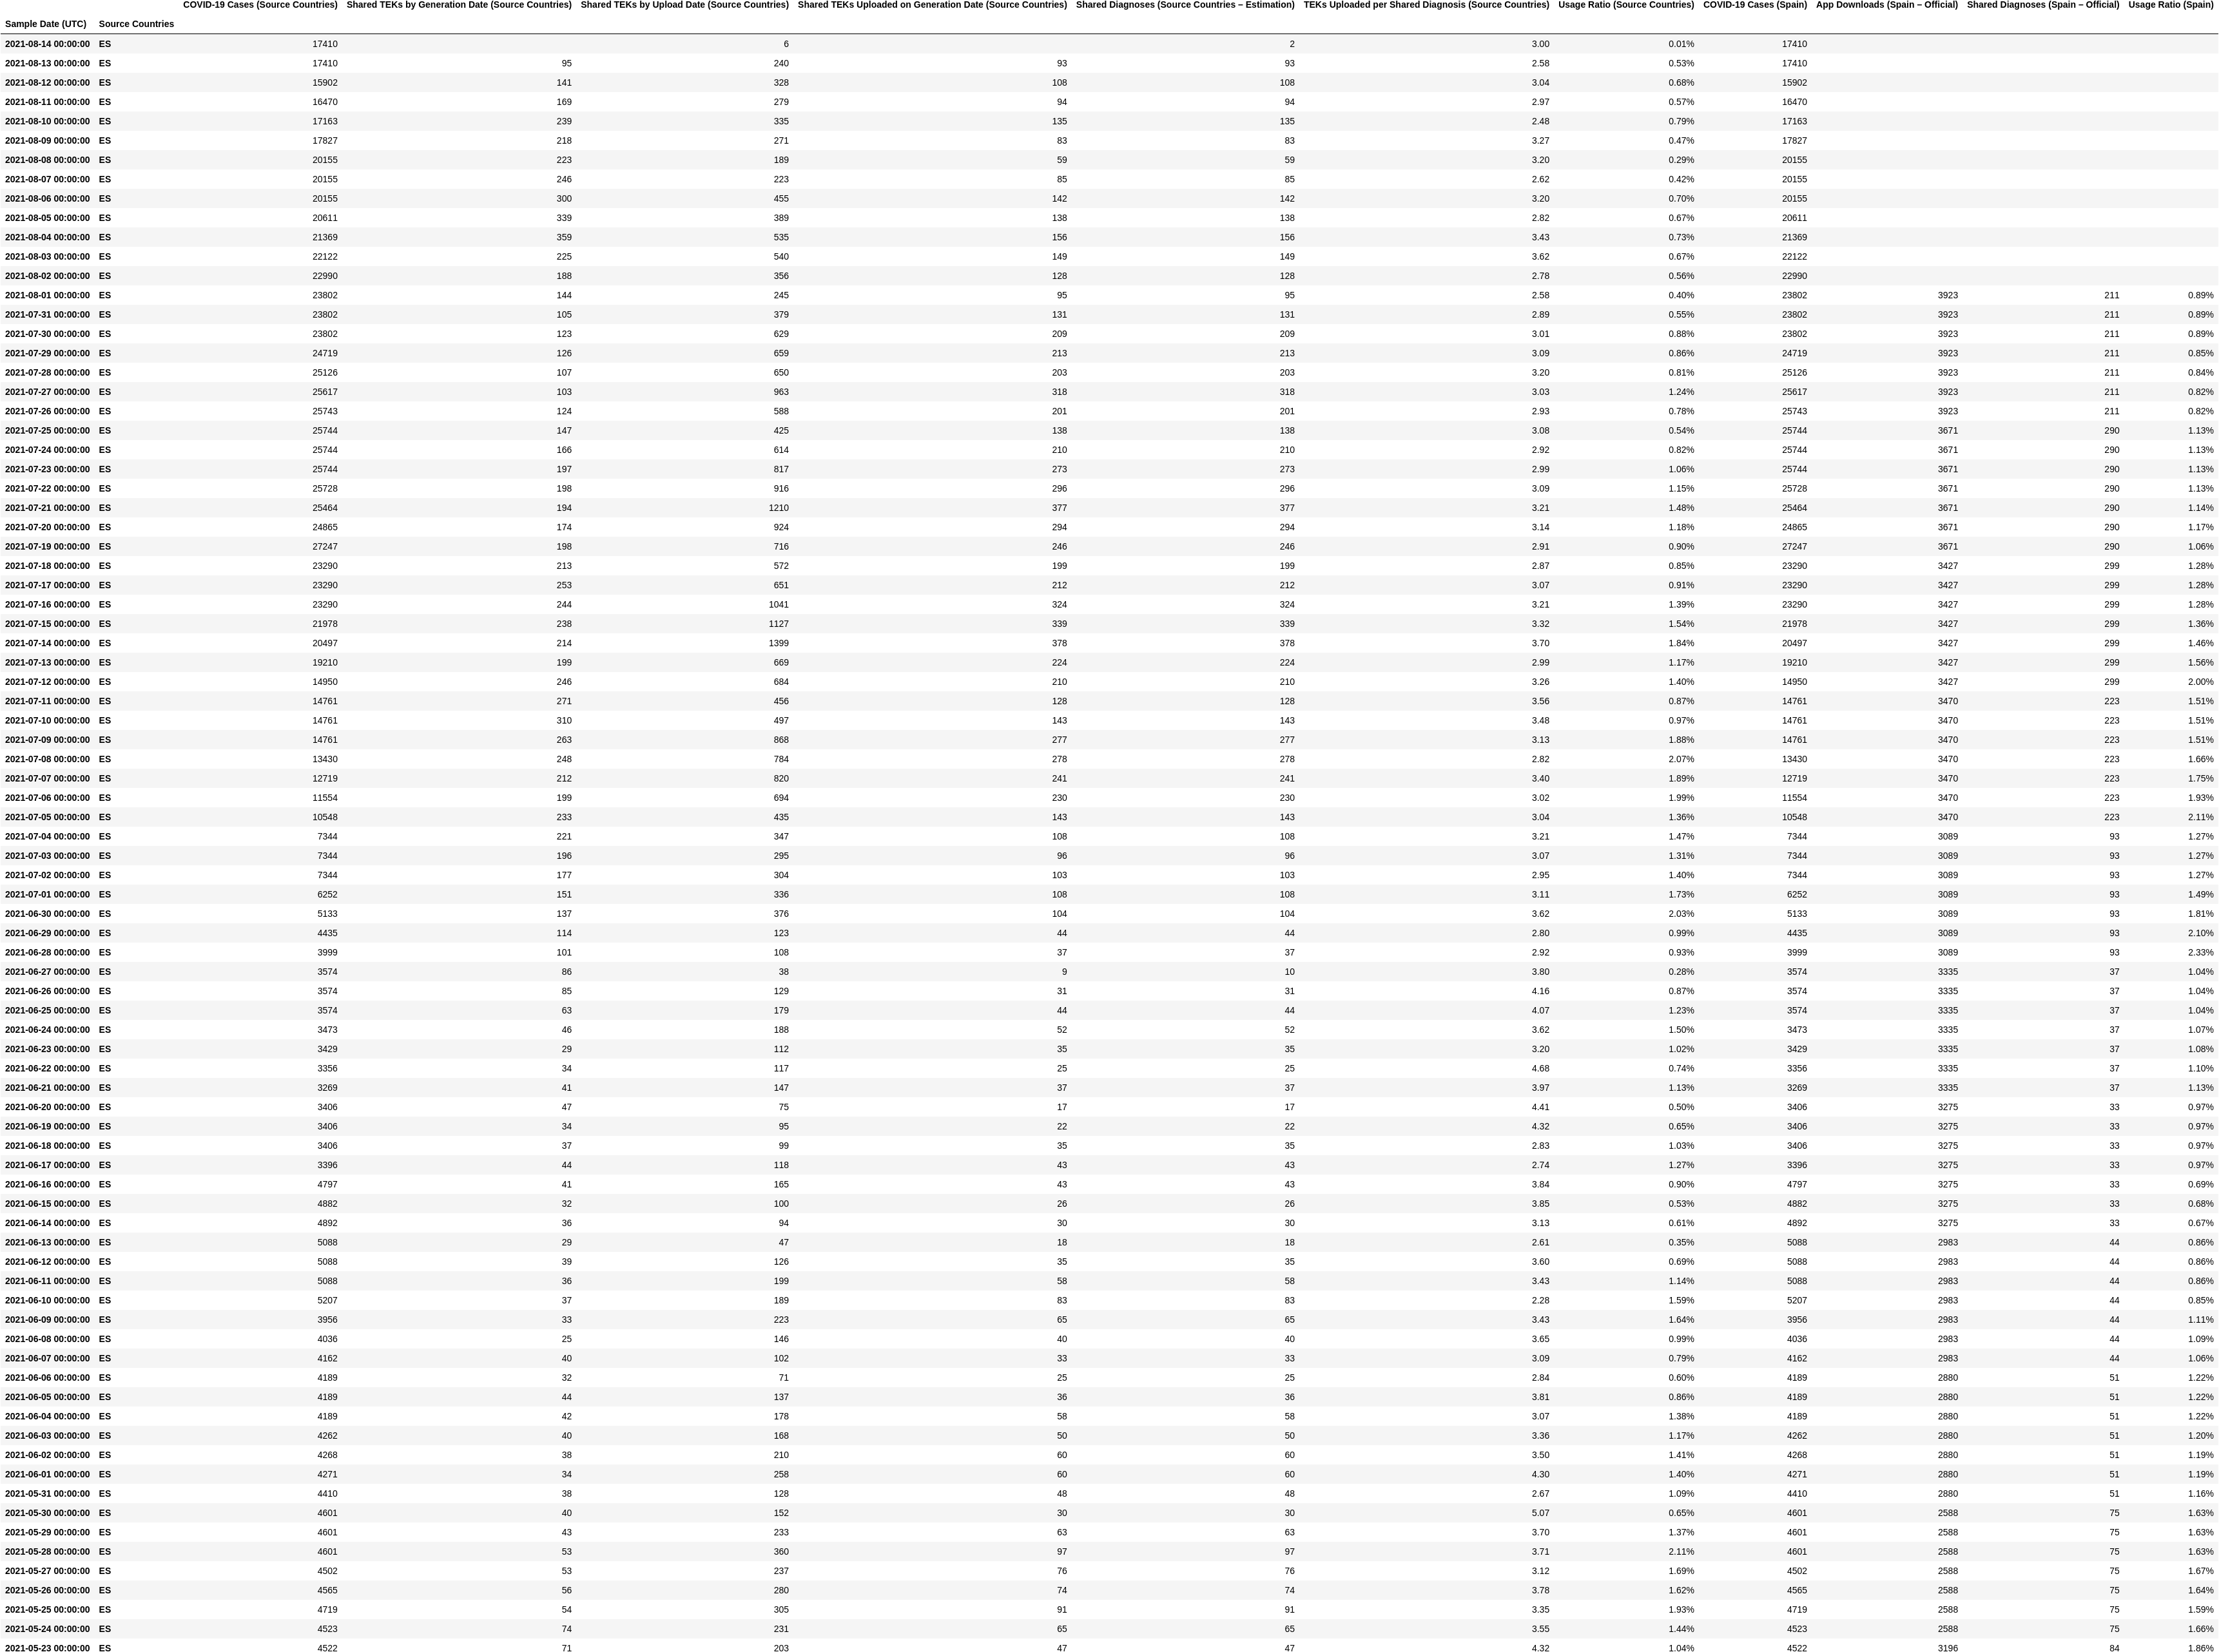 COVID-19 Cases (Source Countries) Shared TEKs by Generation Date (Source Countries) Shared TEKs by Upload Date (Source Countries) Shared TEKs Uploaded on Generation Date (Source Countries) Shared Diagnoses (Source Countries – Estimation) TEKs Uploaded per Shared Diagnosis (Source Countries) Usage Ratio (Source Countries) COVID-19 Cases (Spain) App Downloads (Spain – Official) Shared Diagnoses (Spain – Official) Usage Ratio (Spain)
Sample Date (UTC) Source Countries
2021-08-14 00:00:00 ES 17410 6 2 3.00 0.01% 17410
2021-08-13 00:00:00 ES 17410 95 240 93 93 2.58 0.53% 17410
2021-08-12 00:00:00 ES 15902 141 328 108 108 3.04 0.68% 15902
2021-08-11 00:00:00 ES 16470 169 279 94 94 2.97 0.57% 16470
2021-08-10 00:00:00 ES 17163 239 335 135 135 2.48 0.79% 17163
2021-08-09 00:00:00 ES 17827 218 271 83 83 3.27 0.47% 17827
2021-08-08 00:00:00 ES 20155 223 189 59 59 3.20 0.29% 20155
2021-08-07 00:00:00 ES 20155 246 223 85 85 2.62 0.42% 20155
2021-08-06 00:00:00 ES 20155 300 455 142 142 3.20 0.70% 20155
2021-08-05 00:00:00 ES 20611 339 389 138 138 2.82 0.67% 20611
2021-08-04 00:00:00 ES 21369 359 535 156 156 3.43 0.73% 21369
2021-08-03 00:00:00 ES 22122 225 540 149 149 3.62 0.67% 22122
2021-08-02 00:00:00 ES 22990 188 356 128 128 2.78 0.56% 22990
2021-08-01 00:00:00 ES 23802 144 245 95 95 2.58 0.40% 23802 3923 211 0.89%
2021-07-31 00:00:00 ES 23802 105 379 131 131 2.89 0.55% 23802 3923 211 0.89%
2021-07-30 00:00:00 ES 23802 123 629 209 209 3.01 0.88% 23802 3923 211 0.89%
2021-07-29 00:00:00 ES 24719 126 659 213 213 3.09 0.86% 24719 3923 211 0.85%
2021-07-28 00:00:00 ES 25126 107 650 203 203 3.20 0.81% 25126 3923 211 0.84%
2021-07-27 00:00:00 ES 25617 103 963 318 318 3.03 1.24% 25617 3923 211 0.82%
2021-07-26 00:00:00 ES 25743 124 588 201 201 2.93 0.78% 25743 3923 211 0.82%
2021-07-25 00:00:00 ES 25744 147 425 138 138 3.08 0.54% 25744 3671 290 1.13%
2021-07-24 00:00:00 ES 25744 166 614 210 210 2.92 0.82% 25744 3671 290 1.13%
2021-07-23 00:00:00 ES 25744 197 817 273 273 2.99 1.06% 25744 3671 290 1.13%
2021-07-22 00:00:00 ES 25728 198 916 296 296 3.09 1.15% 25728 3671 290 1.13%
2021-07-21 00:00:00 ES 25464 194 1210 377 377 3.21 1.48% 25464 3671 290 1.14%
2021-07-20 00:00:00 ES 24865 174 924 294 294 3.14 1.18% 24865 3671 290 1.17%
2021-07-19 00:00:00 ES 27247 198 716 246 246 2.91 0.90% 27247 3671 290 1.06%
2021-07-18 00:00:00 ES 23290 213 572 199 199 2.87 0.85% 23290 3427 299 1.28%
2021-07-17 00:00:00 ES 23290 253 651 212 212 3.07 0.91% 23290 3427 299 1.28%
2021-07-16 00:00:00 ES 23290 244 1041 324 324 3.21 1.39% 23290 3427 299 1.28%
2021-07-15 00:00:00 ES 21978 238 1127 339 339 3.32 1.54% 21978 3427 299 1.36%
2021-07-14 00:00:00 ES 20497 214 1399 378 378 3.70 1.84% 20497 3427 299 1.46%
2021-07-13 00:00:00 ES 19210 199 669 224 224 2.99 1.17% 19210 3427 299 1.56%
2021-07-12 00:00:00 ES 14950 246 684 210 210 3.26 1.40% 14950 3427 299 2.00%
2021-07-11 00:00:00 ES 14761 271 456 128 128 3.56 0.87% 14761 3470 223 1.51%
2021-07-10 00:00:00 ES 14761 310 497 143 143 3.48 0.97% 14761 3470 223 1.51%
2021-07-09 00:00:00 ES 14761 263 868 277 277 3.13 1.88% 14761 3470 223 1.51%
2021-07-08 00:00:00 ES 13430 248 784 278 278 2.82 2.07% 13430 3470 223 1.66%
2021-07-07 00:00:00 ES 12719 212 820 241 241 3.40 1.89% 12719 3470 223 1.75%
2021-07-06 00:00:00 ES 11554 199 694 230 230 3.02 1.99% 11554 3470 223 1.93%
2021-07-05 00:00:00 ES 10548 233 435 143 143 3.04 1.36% 10548 3470 223 2.11%
2021-07-04 00:00:00 ES 7344 221 347 108 108 3.21 1.47% 7344 3089 93 1.27%
2021-07-03 00:00:00 ES 7344 196 295 96 96 3.07 1.31% 7344 3089 93 1.27%
2021-07-02 00:00:00 ES 7344 177 304 103 103 2.95 1.40% 7344 3089 93 1.27%
2021-07-01 00:00:00 ES 6252 151 336 108 108 3.11 1.73% 6252 3089 93 1.49%
2021-06-30 00:00:00 ES 5133 137 376 104 104 3.62 2.03% 5133 3089 93 1.81%
2021-06-29 00:00:00 ES 4435 114 123 44 44 2.80 0.99% 4435 3089 93 2.10%
2021-06-28 00:00:00 ES 3999 101 108 37 37 2.92 0.93% 3999 3089 93 2.33%
2021-06-27 00:00:00 ES 3574 86 38 9 10 3.80 0.28% 3574 3335 37 1.04%
2021-06-26 00:00:00 ES 3574 85 129 31 31 4.16 0.87% 3574 3335 37 1.04%
2021-06-25 00:00:00 ES 3574 63 179 44 44 4.07 1.23% 3574 3335 37 1.04%
2021-06-24 00:00:00 ES 3473 46 188 52 52 3.62 1.50% 3473 3335 37 1.07%
2021-06-23 00:00:00 ES 3429 29 112 35 35 3.20 1.02% 3429 3335 37 1.08%
2021-06-22 00:00:00 ES 3356 34 117 25 25 4.68 0.74% 3356 3335 37 1.10%
2021-06-21 00:00:00 ES 3269 41 147 37 37 3.97 1.13% 3269 3335 37 1.13%
2021-06-20 00:00:00 ES 3406 47 75 17 17 4.41 0.50% 3406 3275 33 0.97%
2021-06-19 00:00:00 ES 3406 34 95 22 22 4.32 0.65% 3406 3275 33 0.97%
2021-06-18 00:00:00 ES 3406 37 99 35 35 2.83 1.03% 3406 3275 33 0.97%
2021-06-17 00:00:00 ES 3396 44 118 43 43 2.74 1.27% 3396 3275 33 0.97%
2021-06-16 00:00:00 ES 4797 41 165 43 43 3.84 0.90% 4797 3275 33 0.69%
2021-06-15 00:00:00 ES 4882 32 100 26 26 3.85 0.53% 4882 3275 33 0.68%
2021-06-14 00:00:00 ES 4892 36 94 30 30 3.13 0.61% 4892 3275 33 0.67%
2021-06-13 00:00:00 ES 5088 29 47 18 18 2.61 0.35% 5088 2983 44 0.86%
2021-06-12 00:00:00 ES 5088 39 126 35 35 3.60 0.69% 5088 2983 44 0.86%
2021-06-11 00:00:00 ES 5088 36 199 58 58 3.43 1.14% 5088 2983 44 0.86%
2021-06-10 00:00:00 ES 5207 37 189 83 83 2.28 1.59% 5207 2983 44 0.85%
2021-06-09 00:00:00 ES 3956 33 223 65 65 3.43 1.64% 3956 2983 44 1.11%
2021-06-08 00:00:00 ES 4036 25 146 40 40 3.65 0.99% 4036 2983 44 1.09%
2021-06-07 00:00:00 ES 4162 40 102 33 33 3.09 0.79% 4162 2983 44 1.06%
2021-06-06 00:00:00 ES 4189 32 71 25 25 2.84 0.60% 4189 2880 51 1.22%
2021-06-05 00:00:00 ES 4189 44 137 36 36 3.81 0.86% 4189 2880 51 1.22%
2021-06-04 00:00:00 ES 4189 42 178 58 58 3.07 1.38% 4189 2880 51 1.22%
2021-06-03 00:00:00 ES 4262 40 168 50 50 3.36 1.17% 4262 2880 51 1.20%
2021-06-02 00:00:00 ES 4268 38 210 60 60 3.50 1.41% 4268 2880 51 1.19%
2021-06-01 00:00:00 ES 4271 34 258 60 60 4.30 1.40% 4271 2880 51 1.19%
2021-05-31 00:00:00 ES 4410 38 128 48 48 2.67 1.09% 4410 2880 51 1.16%
2021-05-30 00:00:00 ES 4601 40 152 30 30 5.07 0.65% 4601 2588 75 1.63%
2021-05-29 00:00:00 ES 4601 43 233 63 63 3.70 1.37% 4601 2588 75 1.63%
2021-05-28 00:00:00 ES 4601 53 360 97 97 3.71 2.11% 4601 2588 75 1.63%
2021-05-27 00:00:00 ES 4502 53 237 76 76 3.12 1.69% 4502 2588 75 1.67%
2021-05-26 00:00:00 ES 4565 56 280 74 74 3.78 1.62% 4565 2588 75 1.64%
2021-05-25 00:00:00 ES 4719 54 305 91 91 3.35 1.93% 4719 2588 75 1.59%
2021-05-24 00:00:00 ES 4523 74 231 65 65 3.55 1.44% 4523 2588 75 1.66%
2021-05-23 00:00:00 ES 4522 71 203 47 47 4.32 1.04% 4522 3196 84 1.86%